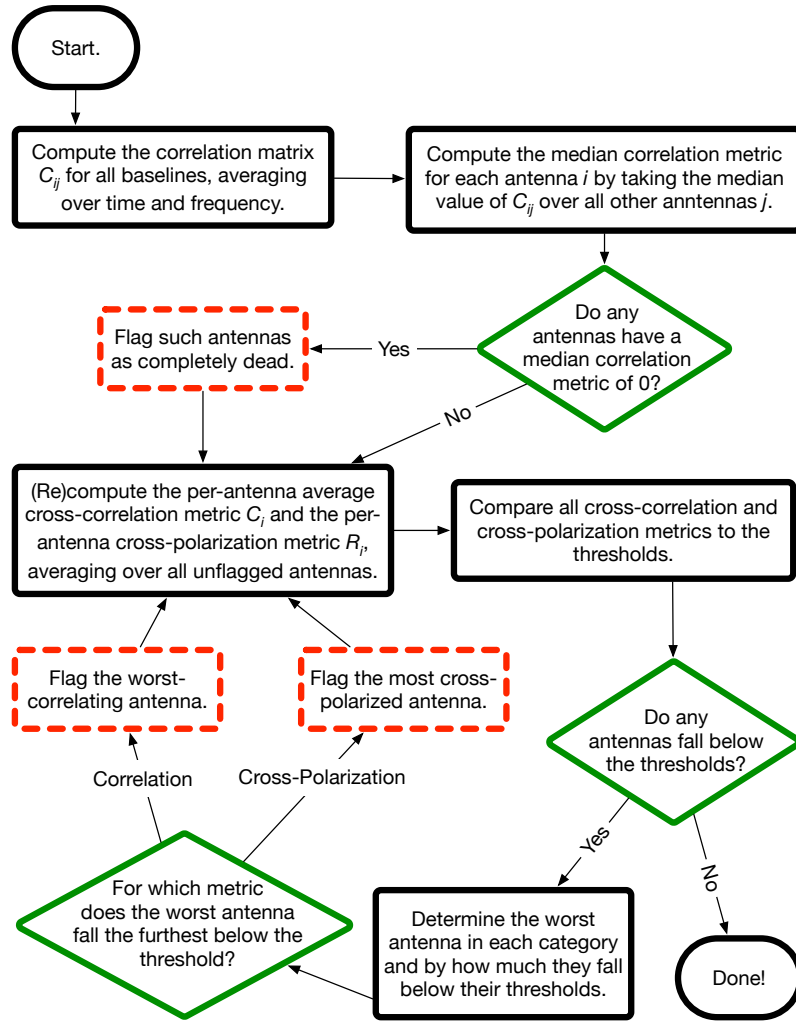 Start.
Compute the correlation matrix
C_ij for all baselines, averaging
over time and frequency.
Compute the median correlation metric
for each antenna i by taking the median
value of C_ij over all other anntennas j.
Do any
antennas have a
median correlation
metric of 0?
Yes
Flag such antennas
as completely dead.
No
(Re)compute the per-antenna average
cross-correlation metric C_i and the per-
antenna cross-polarization metric R_i,
averaging over all unflagged antennas.
Compare all cross-correlation and
cross-polarization metrics to the
thresholds.
Do any
antennas fall below
the thresholds?
Yes
No
Done!
Determine the worst
antenna in each category
and by how much they fall
below their thresholds.
For which metric
does the worst antenna
fall the furthest below the
threshold?
Correlation
Cross-Polarization
Flag the worst-
correlating antenna.
Flag the most cross-
polarized antenna.